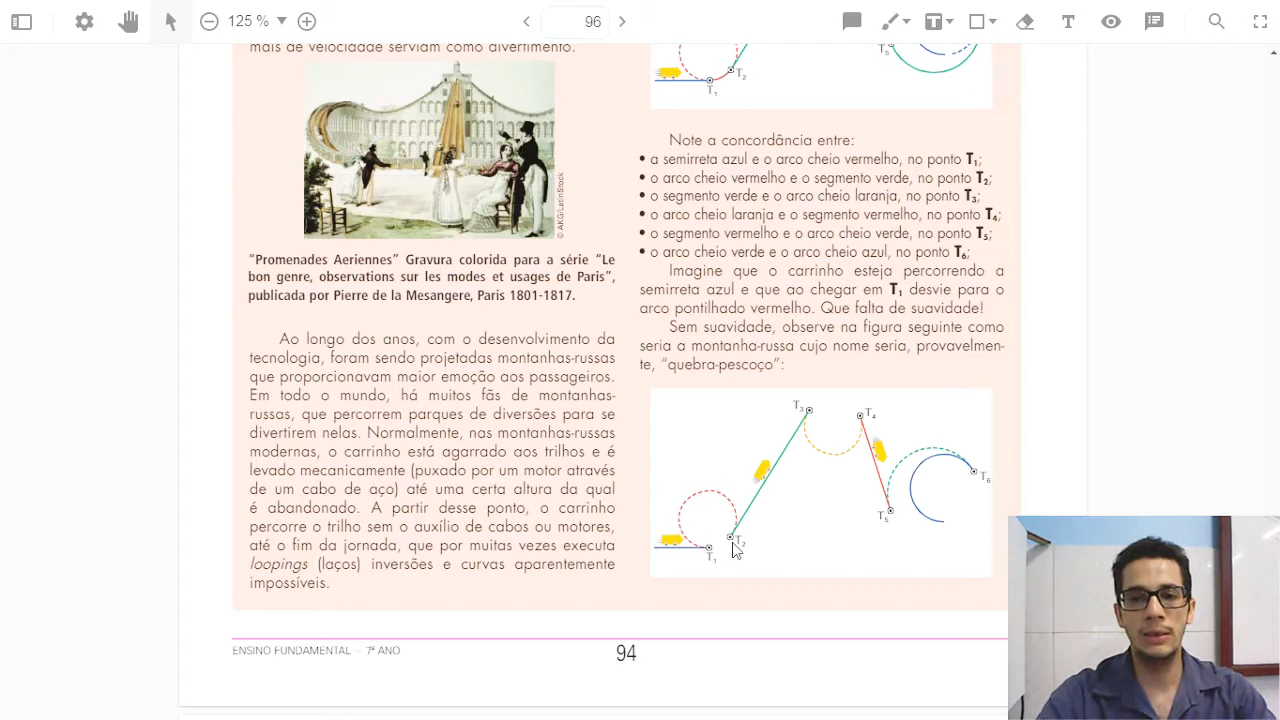 125 %
96
mais de velocidade serviam como divertimento.
© AKG/LatinStock
"Promenades Aeriennes" Gravura colorida para a série "Le
bon genre, observations sur les modes et usages de Paris",
publicada por Pierre de la Mesangere, Paris 1801-1817.
Ao longo dos anos, com o desenvolvimento da
tecnologia, foram sendo projetadas montanhas-russas
que proporcionavam maior emoção aos passageiros.
Em todo o mundo, há muitos fãs de montanhas-
russas, que percorrem parques de diversões para se
divertirem nelas. Normalmente, nas montanhas-russas
modernas, o carrinho está agarrado aos trilhos e é
levado mecanicamente (puxado por um motor através
de um cabo de aço) até uma certa altura da qual
é abandonado. A partir desse ponto, o carrinho
percorre o trilho sem o auxílio de cabos ou motores,
até o fim da jornada, que por muitas vezes executa
loopings (laços) inversões e curvas aparentemente
impossíveis.
T5
T2
T1
Note a concordância entre:
• a semirreta azul e o arco cheio vermelho, no ponto T1;
• o arco cheio vermelho e o segmento verde, no ponto T2;
• o segmento verde e o arco cheio laranja, no ponto T3;
• o arco cheio laranja e o segmento vermelho, no ponto T4;
• o segmento vermelho e o arco cheio verde, no ponto T5;
• o arco cheio verde e o arco cheio azul, no ponto T6;
Imagine que o carrinho esteja percorrendo a
semirreta azul e que ao chegar em T1 desvie para o
arco pontilhado vermelho. Que falta de suavidade!
Sem suavidade, observe na figura seguinte como
seria a montanha-russa cujo nome seria, provavelmen-
te, "quebra-pescoço":
T3
T4
T6
T5
T2
T1
ENSINO FUNDAMENTAL – 7º ANO
94